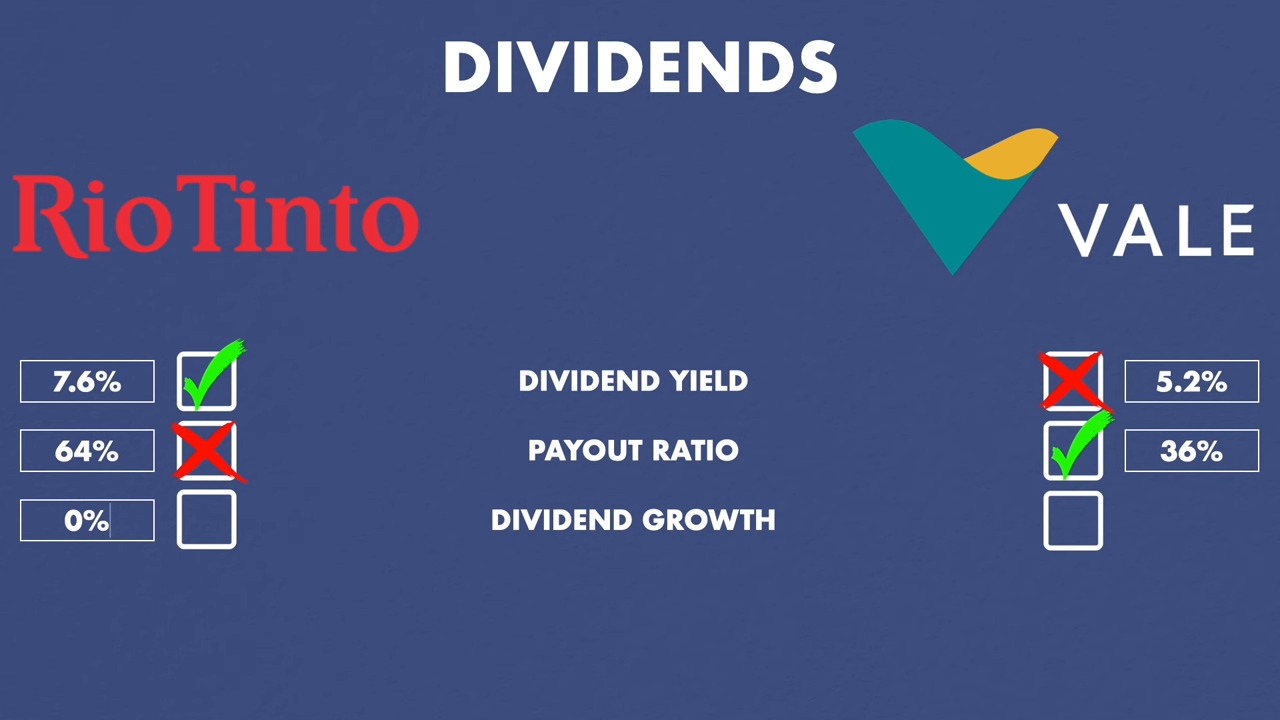 DIVIDENDS
RioTinto
VALE
7.6% DIVIDEND YIELD 5.2%
64% PAYOUT RATIO 36%
0% DIVIDEND GROWTH